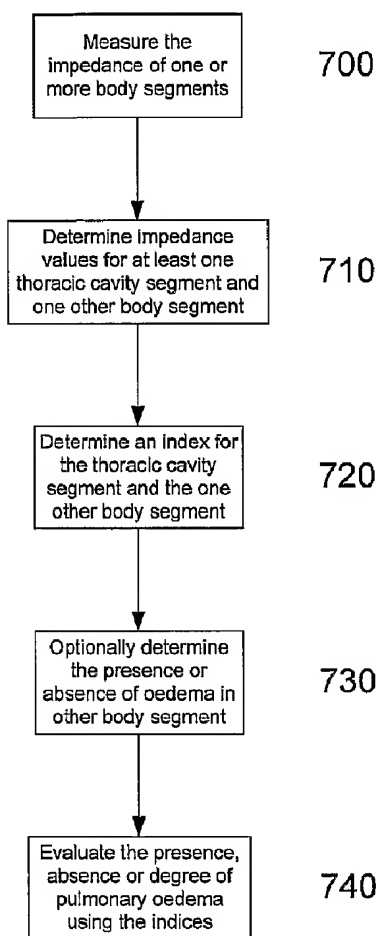 Measure the
impedance of one or
more body segments
700
Determine impedance
values for at least one
thoracic cavity segment and
one other body segment
710
Determine an index for
the thoracic cavity
segment and the one
other body segment
720
Optionally determine
the presence or
absence of oedema in
other body segment
730
Evaluate the presence,
absence or degree of
pulmonary oedema
using the indices
740